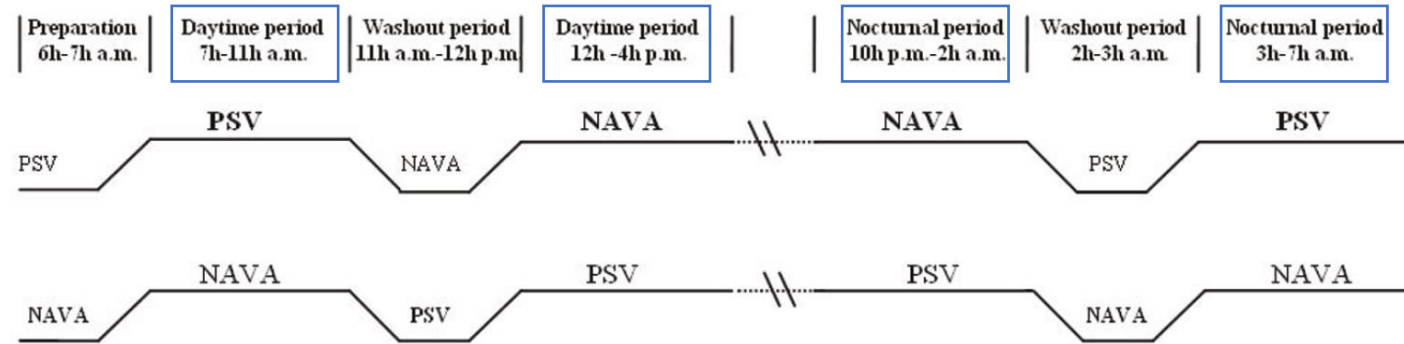 Preparation
6h-7h a.m.
Daytime period
7h-11h a.m.
Washout period
11h a.m.-12h p.m
Daytime period
12h -4h p.m.
Nocturnal period
10h p.m.-2h a.m.
Washout period
2h-3h a.m.
Nocturnal period
3h-7h a.m.
PSV
PSV
NAVA
NAVA
NAVA
PSV
PSV
NAVA
NAVA
PSV
PSV
PSV
NAVA
NAVA